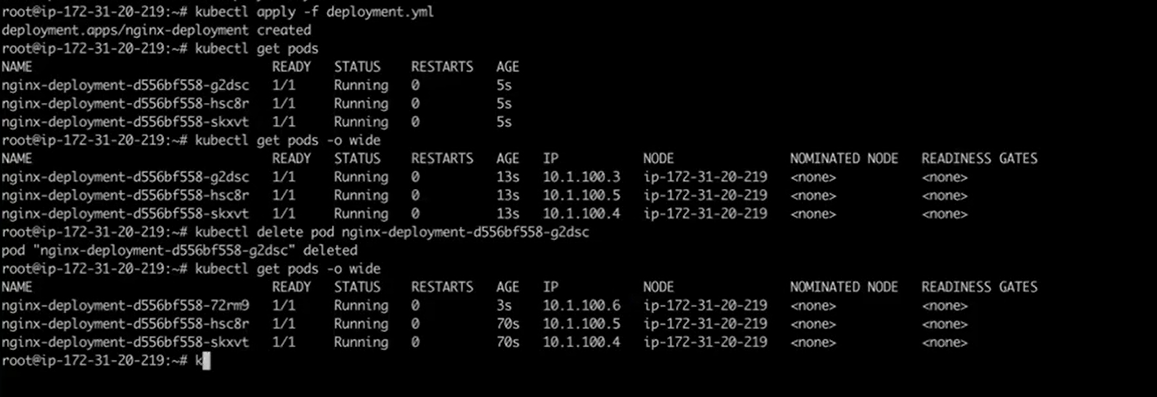 root@ip-172-31-20-219:~# kubectl apply -f deployment.yml
deployment.apps/nginx-deployment created
root@ip-172-31-20-219:~# kubectl get pods
NAME READY STATUS RESTARTS AGE
nginx-deployment-d556bf558-g2dsc 1/1 Running 0 5s
nginx-deployment-d556bf558-hsc8r 1/1 Running 0 5s
nginx-deployment-d556bf558-skxvt 1/1 Running 0 5s
root@ip-172-31-20-219:~# kubectl get pods -o wide
NAME READY STATUS RESTARTS AGE IP NODE NOMINATED NODE READINESS GATES
nginx-deployment-d556bf558-g2dsc 1/1 Running 0 13s 10.1.100.3 ip-172-31-20-219 <none> <none>
nginx-deployment-d556bf558-hsc8r 1/1 Running 0 13s 10.1.100.5 ip-172-31-20-219 <none> <none>
nginx-deployment-d556bf558-skxvt 1/1 Running 0 13s 10.1.100.4 ip-172-31-20-219 <none> <none>
root@ip-172-31-20-219:~# kubectl delete pod nginx-deployment-d556bf558-g2dsc
pod "nginx-deployment-d556bf558-g2dsc" deleted
root@ip-172-31-20-219:~# kubectl get pods -o wide
NAME READY STATUS RESTARTS AGE IP NODE NOMINATED NODE READINESS GATES
nginx-deployment-d556bf558-72rm9 1/1 Running 0 3s 10.1.100.6 ip-172-31-20-219 <none> <none>
nginx-deployment-d556bf558-hsc8r 1/1 Running 0 70s 10.1.100.5 ip-172-31-20-219 <none> <none>
nginx-deployment-d556bf558-skxvt 1/1 Running 0 70s 10.1.100.4 ip-172-31-20-219 <none> <none>
root@ip-172-31-20-219:~# k